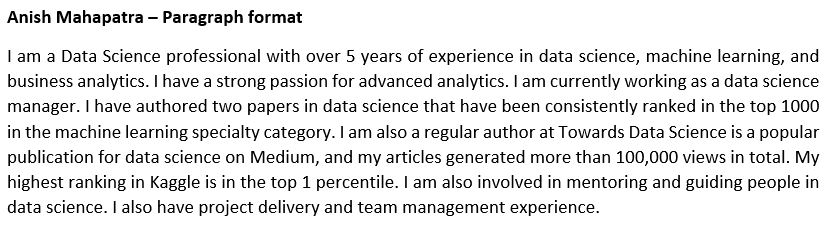 Anish Mahapatra – Paragraph format
I am a Data Science professional with over 5 years of experience in data science, machine learning, and
business analytics. I have a strong passion for advanced analytics. I am currently working as a data science
manager. I have authored two papers in data science that have been consistently ranked in the top 1000
in the machine learning specialty category. I am also a regular author at Towards Data Science is a popular
publication for data science on Medium, and my articles generated more than 100,000 views in total. My
highest ranking in Kaggle is in the top 1 percentile. I am also involved in mentoring and guiding people in
data science. I also have project delivery and team management experience.